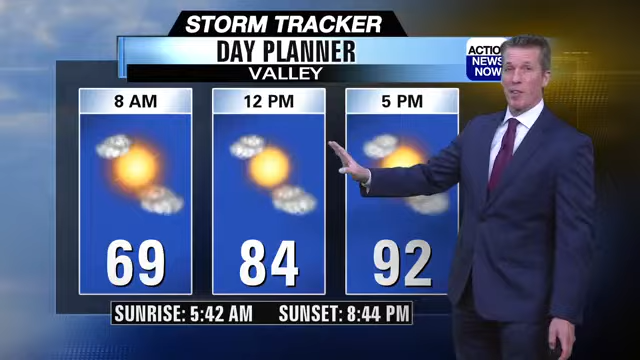 STORM TRACKER
DAY PLANNER
VALLEY
ACTION
NEWS
NOW
8 AM
12 PM
5 PM
69
84
92
SUNRISE: 5:42 AM SUNSET: 8:44 PM